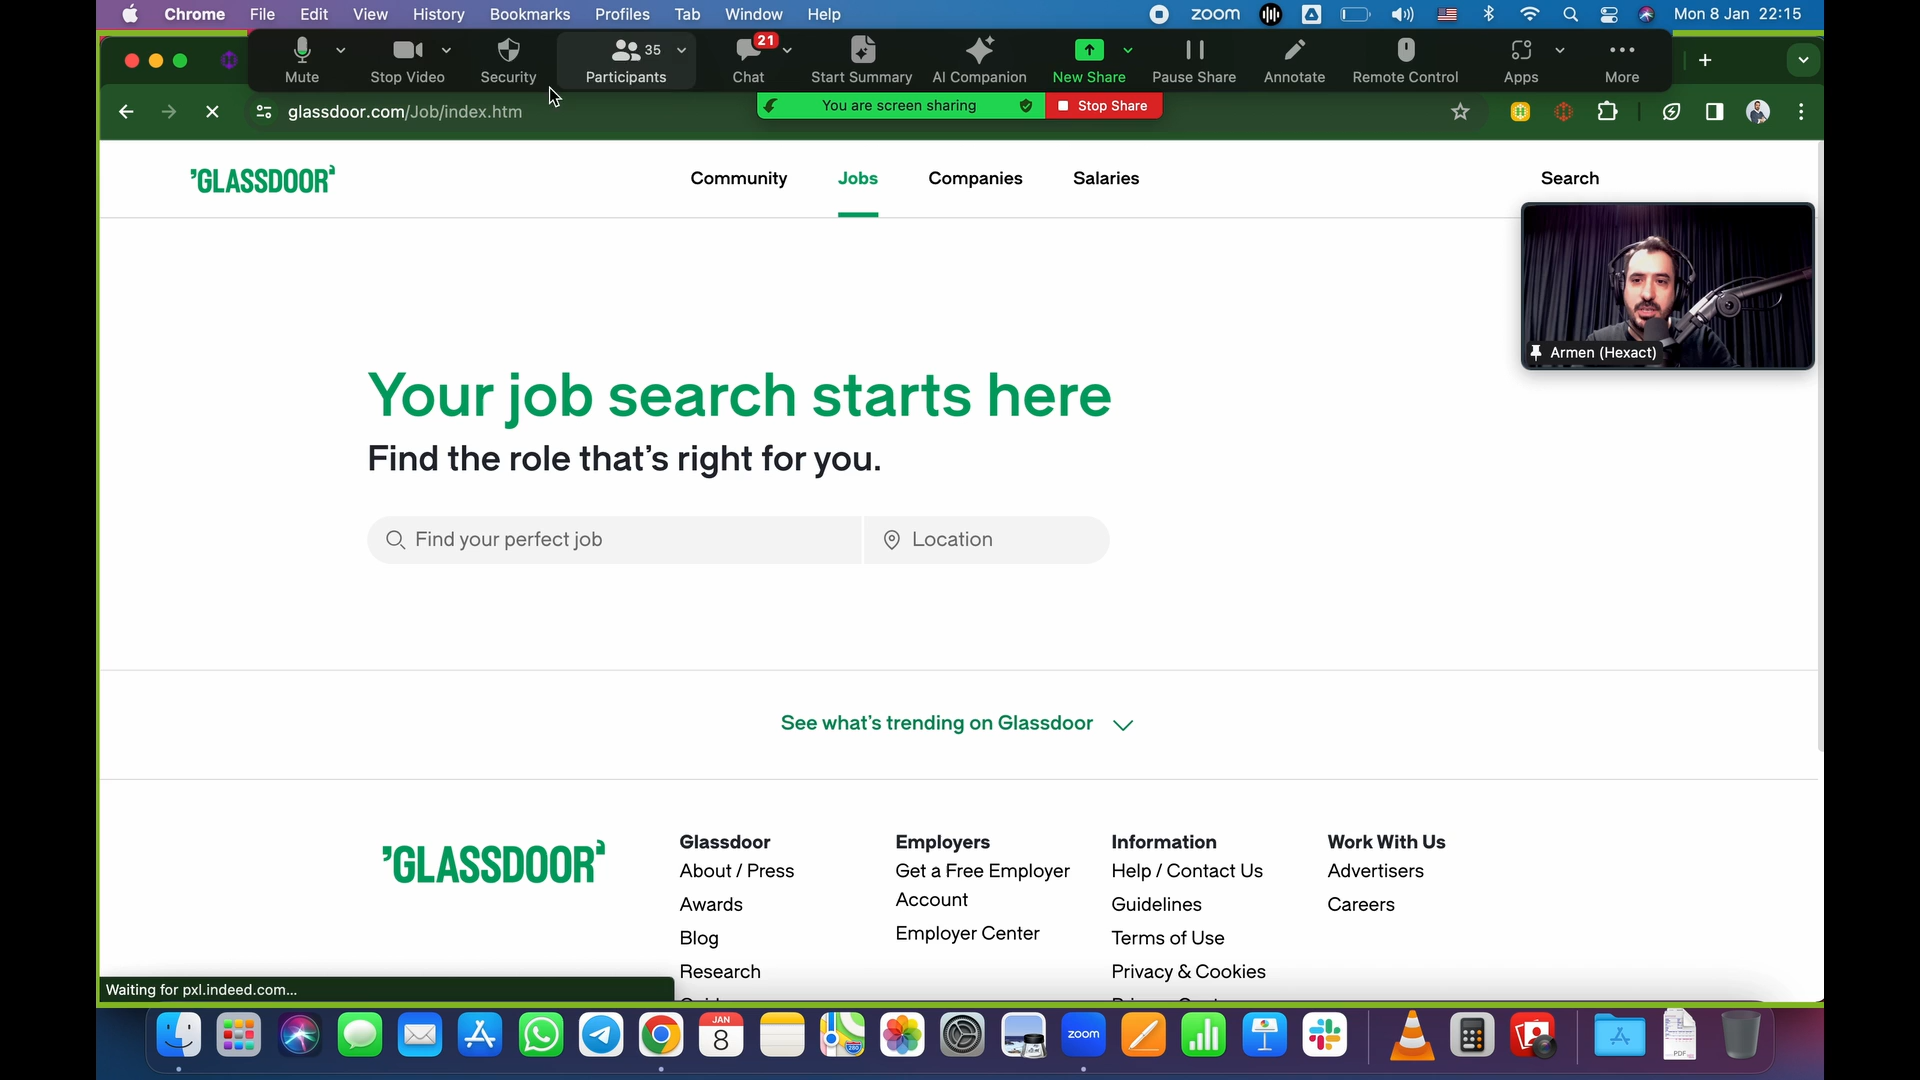 Chrome File Edit View History Bookmarks Profiles Tab Window Help
zoom
Mon 8 Jan 22:15
Mute
Stop Video
Security
35
Participants
21
Chat
Start Summary
AI Companion
New Share
Pause Share
Annotate
Remote Control
Apps
More
glassdoor.com/Job/index.htm
You are screen sharing
Stop Share
’GLASSDOOR’
Community Jobs Companies Salaries
Search
Armen (Hexact)
Your job search starts here
Find the role that’s right for you.
Find your perfect job
Location
See what’s trending on Glassdoor
’GLASSDOOR’
Glassdoor
About / Press
Awards
Blog
Research
Employers
Get a Free Employer
Account
Employer Center
Information
Help / Contact Us
Guidelines
Terms of Use
Privacy & Cookies
Work With Us
Advertisers
Careers
Waiting for pxl.indeed.com...
JAN
8
280
zoom
PDF